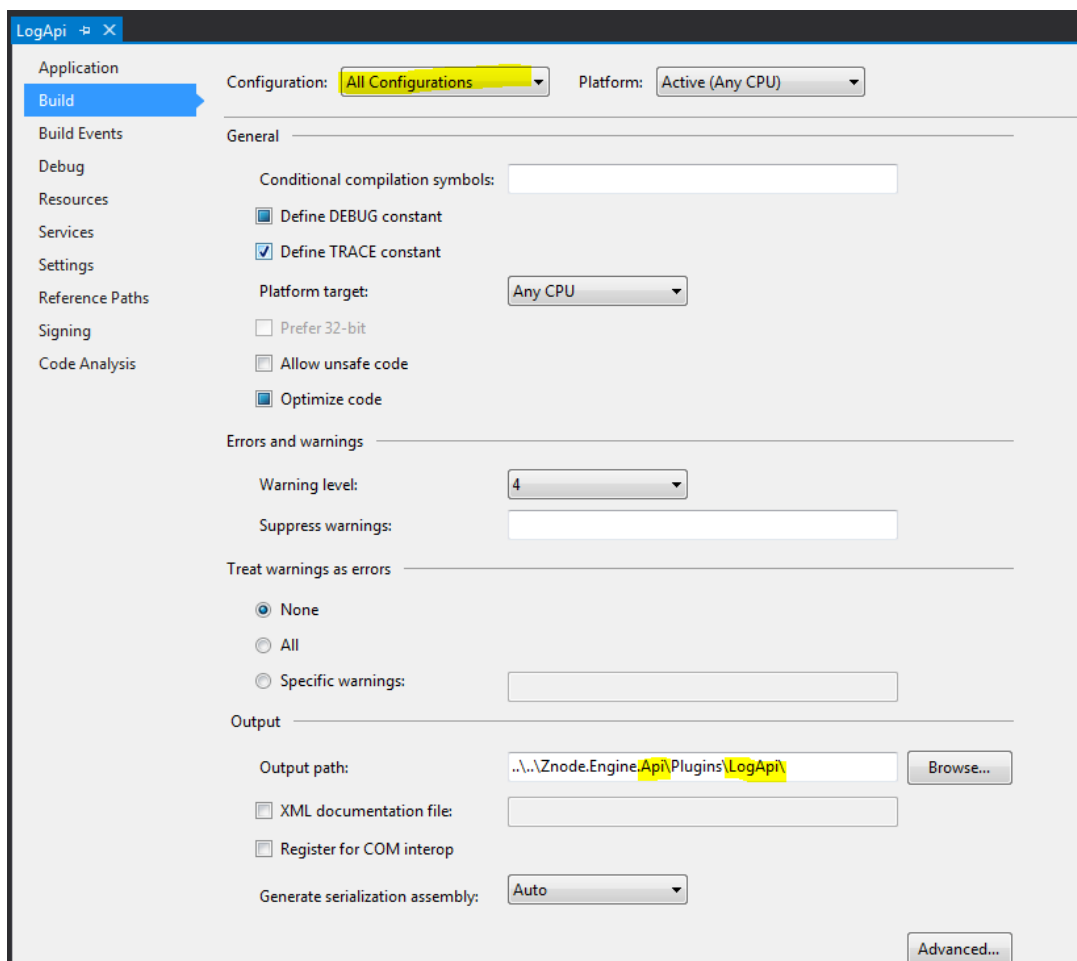 LogApi
Application
Build
Build Events
Debug
Resources
Services
Settings
Reference Paths
Signing
Code Analysis
Configuration: All Configurations Platform: Active (Any CPU)
General
Conditional compilation symbols:
Define DEBUG constant
Define TRACE constant
Platform target: Any CPU
Prefer 32-bit
Allow unsafe code
Optimize code
Errors and warnings
Warning level: 4
Suppress warnings:
Treat warnings as errors
None
All
Specific warnings:
Output
Output path: ..\..\Znode.Engine.Api\Plugins\LogApi\ Browse...
XML documentation file:
Register for COM interop
Generate serialization assembly: Auto
Advanced...